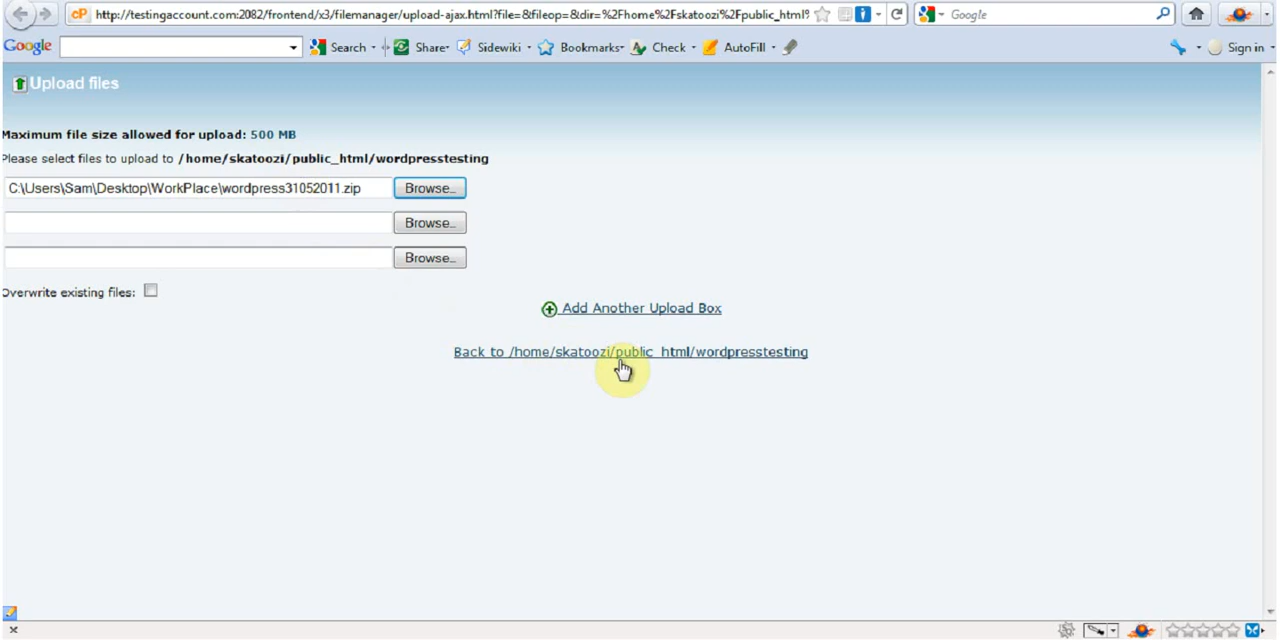 cP http://testingaccount.com:2082/frontend/x3/filemanager/upload-ajax.html?file=&fileop=&dir=%2Fhome%2Fskatoozi%2Fpublic_html% Google
Google Search Share Sidewiki Bookmarks Check AutoFill Sign in
Upload files
Maximum file size allowed for upload: 500 MB
Please select files to upload to /home/skatoozi/public_html/wordpresstesting
C:\Users\Sam\Desktop\WorkPlace\wordpress31052011.zip Browse...
Browse...
Browse...
Overwrite existing files:
Add Another Upload Box
Back to /home/skatoozi/public_html/wordpresstesting